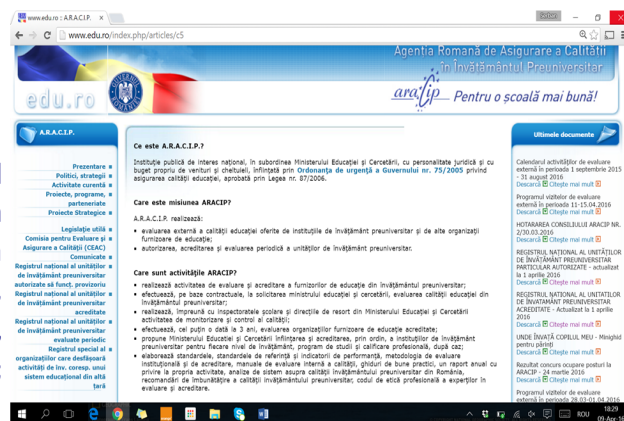 www.edu.ro :: A.R.A.C.I.P.
www.edu.ro/index.php/articles/c5
Agenția Română de Asigurare a Calității
în Învățământul Preuniversitar
edu.ro
GUVERNUL ROMÂNIEI
aracip Pentru o școală mai bună!
A.R.A.C.I.P.
Prezentare
Politici, strategii
Activitate curentă
Proiecte, programe,
parteneriate
Proiecte Strategice
Legislație utilă
Comisia pentru Evaluare și
Asigurare a Calității (CEAC)
Comunicate
Registrul național al unităților
de învățământ preuniversitar
autorizate să funcț. provizoriu
Registrul național al unităților
de învățământ preuniversitar
acreditate
Registrul național al unităților
de învățământ preuniversitar
evaluate periodic
Registrul special al
organizațiilor care desfășoară
activități de înv. coresp. unui
sistem educațional din altă
țară
Ce este A.R.A.C.I.P.?
Instituție publică de interes național, în subordinea Ministerului Educației și Cercetării, cu personalitate juridică și cu
buget propriu de venituri și cheltuieli, înființată prin Ordonanța de urgență a Guvernului nr. 75/2005 privind
asigurarea calității educației, aprobată prin Legea nr. 87/2006.
Care este misiunea ARACIP?
A.R.A.C.I.P. realizează:
evaluarea externă a calității educației oferite de instituțiile de învățământ preuniversitar și de alte organizații
furnizoare de educație;
autorizarea, acreditarea și evaluarea periodică a unităților de învățământ preuniversitar.
Care sunt activitățile ARACIP?
realizează activitatea de evaluare și acreditare a furnizorilor de educație din învățământul preuniversitar;
efectuează, pe baze contractuale, la solicitarea ministrului educației și cercetării, evaluarea calității educației din
învățământul preuniversitar;
realizează, împreună cu inspectoratele școlare și direcțiile de resort din Ministerul Educației și Cercetării
activitatea de monitorizare și control al calității;
efectuează, cel puțin o dată la 3 ani, evaluarea organizațiilor furnizoare de educație acreditate;
propune Ministerului Educației și Cercetării înființarea și acreditarea, prin ordin, a instituțiilor de învățământ
preuniversitar pentru fiecare nivel de învățământ, program de studii și calificare profesională, după caz;
elaborează standardele, standardele de referință și indicatorii de performanță, metodologia de evaluare
instituțională și de acreditare, manuale de evaluare internă a calității, ghiduri de bune practici, un raport anual cu
privire la propria activitate, analize de sistem asupra calității învățământului preuniversitar din România,
recomandări de îmbunătățire a calității învățământului preuniversitar, codul de etică profesională a experților în
evaluare și acreditare.
Ultimele documente
Calendarul activităților de evaluare
externă în perioada 1 septembrie 2015
- 31 august 2016
Descarcă Citește mai mult
Programul vizitelor de evaluare
externă în perioada 11-15.04.2016
Descarcă Citește mai mult
HOTARAREA CONSILIULUI ARACIP NR.
2/30.03.2016
Descarcă Citește mai mult
REGISTRUL NAȚIONAL AL UNITĂȚILOR
DE ÎNVĂȚĂMÂNT PREUNIVERSITAR
PARTICULAR AUTORIZATE - actualizat
la 1 aprilie 2016
Descarcă Citește mai mult
REGISTRUL NAȚIONAL AL UNITATILOR
DE ÎNVATAMÂNT PREUNIVERSITAR
ACREDITATE - Actualizat la 1 aprilie
2016
Descarcă Citește mai mult
UNDE ÎNVAȚĂ COPILUL MEU - Minighid
pentru părinți
Descarcă Citește mai mult
Rezultat concurs ocupare posturi la
ARACIP - 24 martie 2016
Descarcă Citește mai mult
Programul vizitelor de evaluare
externă în perioada 28.03-01.04.2016
ROU
18:29
09-Apr-16